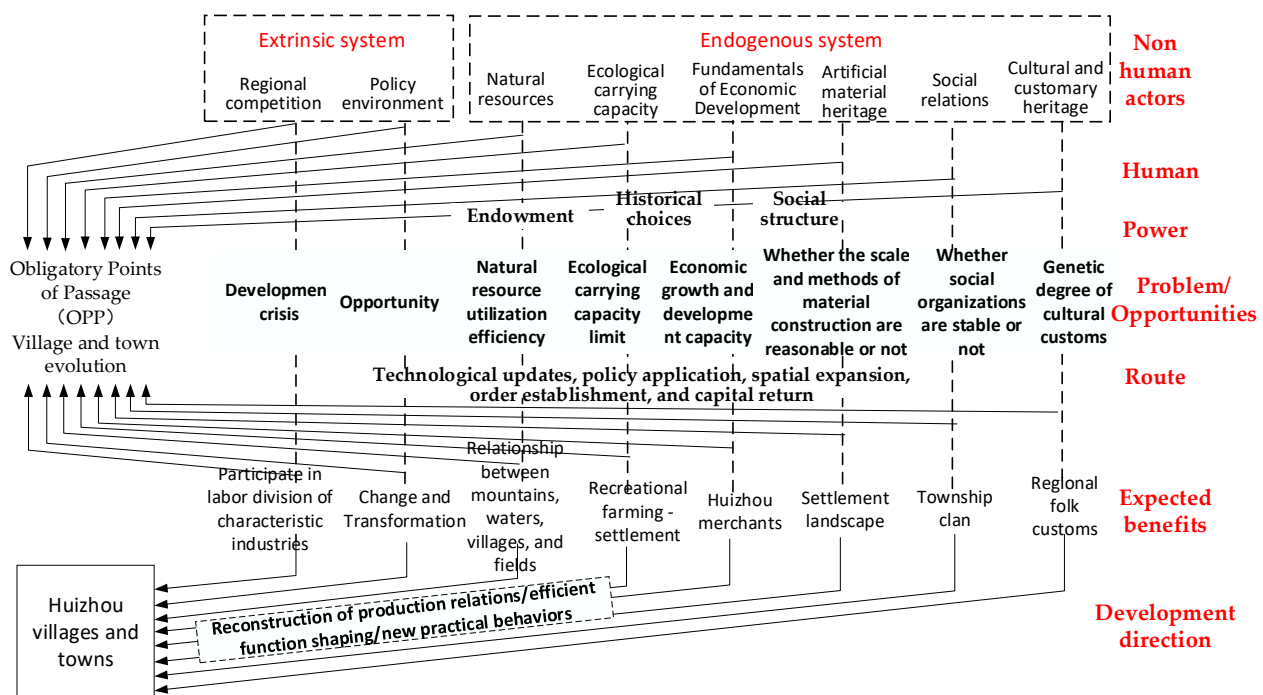 Extrinsic system
Regional
competition
Policy
environment
Endogenous system
Natural
resources
Ecological
carrying
capacity
Fundamentals
of Economic
Development
Artificial
material
heritage
Social
relations
Cultural and
customary
heritage
Non
human
actors
Human
Endowment
Historical
choices
Social
structure
Power
Obligatory Points
of Passage
（OPP）
Village and town
evolution
Developmen
crisis
Opportunity
Natural
resource
utilization
efficiency
Ecological
carrying
capacity
limit
Economic
growth and
developme
nt capacity
Whether the scale
and methods of
material
construction are
reasonable or not
Whether
social
organizations
are stable or
not
Genetic
degree of
cultural
customs
Problem/
Opportunities
Technological updates, policy application, spatial expansion,
order establishment, and capital return
Route
Participate in
labor division of
characteristic
industries
Change and
Transformation
Relationship
between
mountains,
waters,
villages, and
fields
Recreational
farming -
settlement
Huizhou
merchants
Settlement
landscape
Township
clan
Regional
folk
customs
Expected
benefits
Huizhou
villages and
towns
Reconstruction of production relations/efficient
function shaping/new practical behaviors
Development
direction